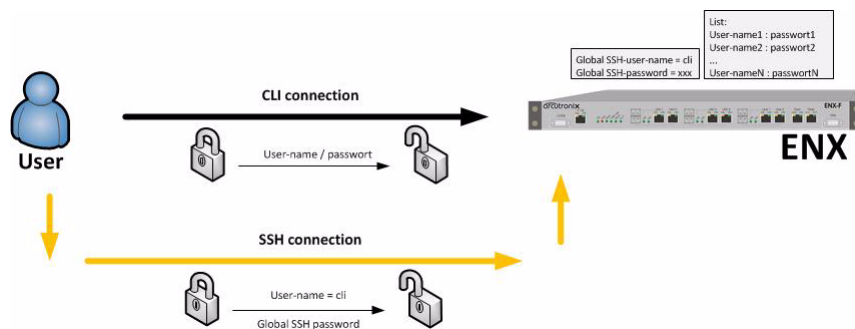 List:
User-name1 : passwort1
User-name2 : passwort2
...
User-nameN : passwortN
Global SSH-user-name = cli
Global SSH-password = xxx
CLI connection
arcutronix
ENX-F
User-name / passwort
User
ENX
SSH connection
User-name = cli
Global SSH password